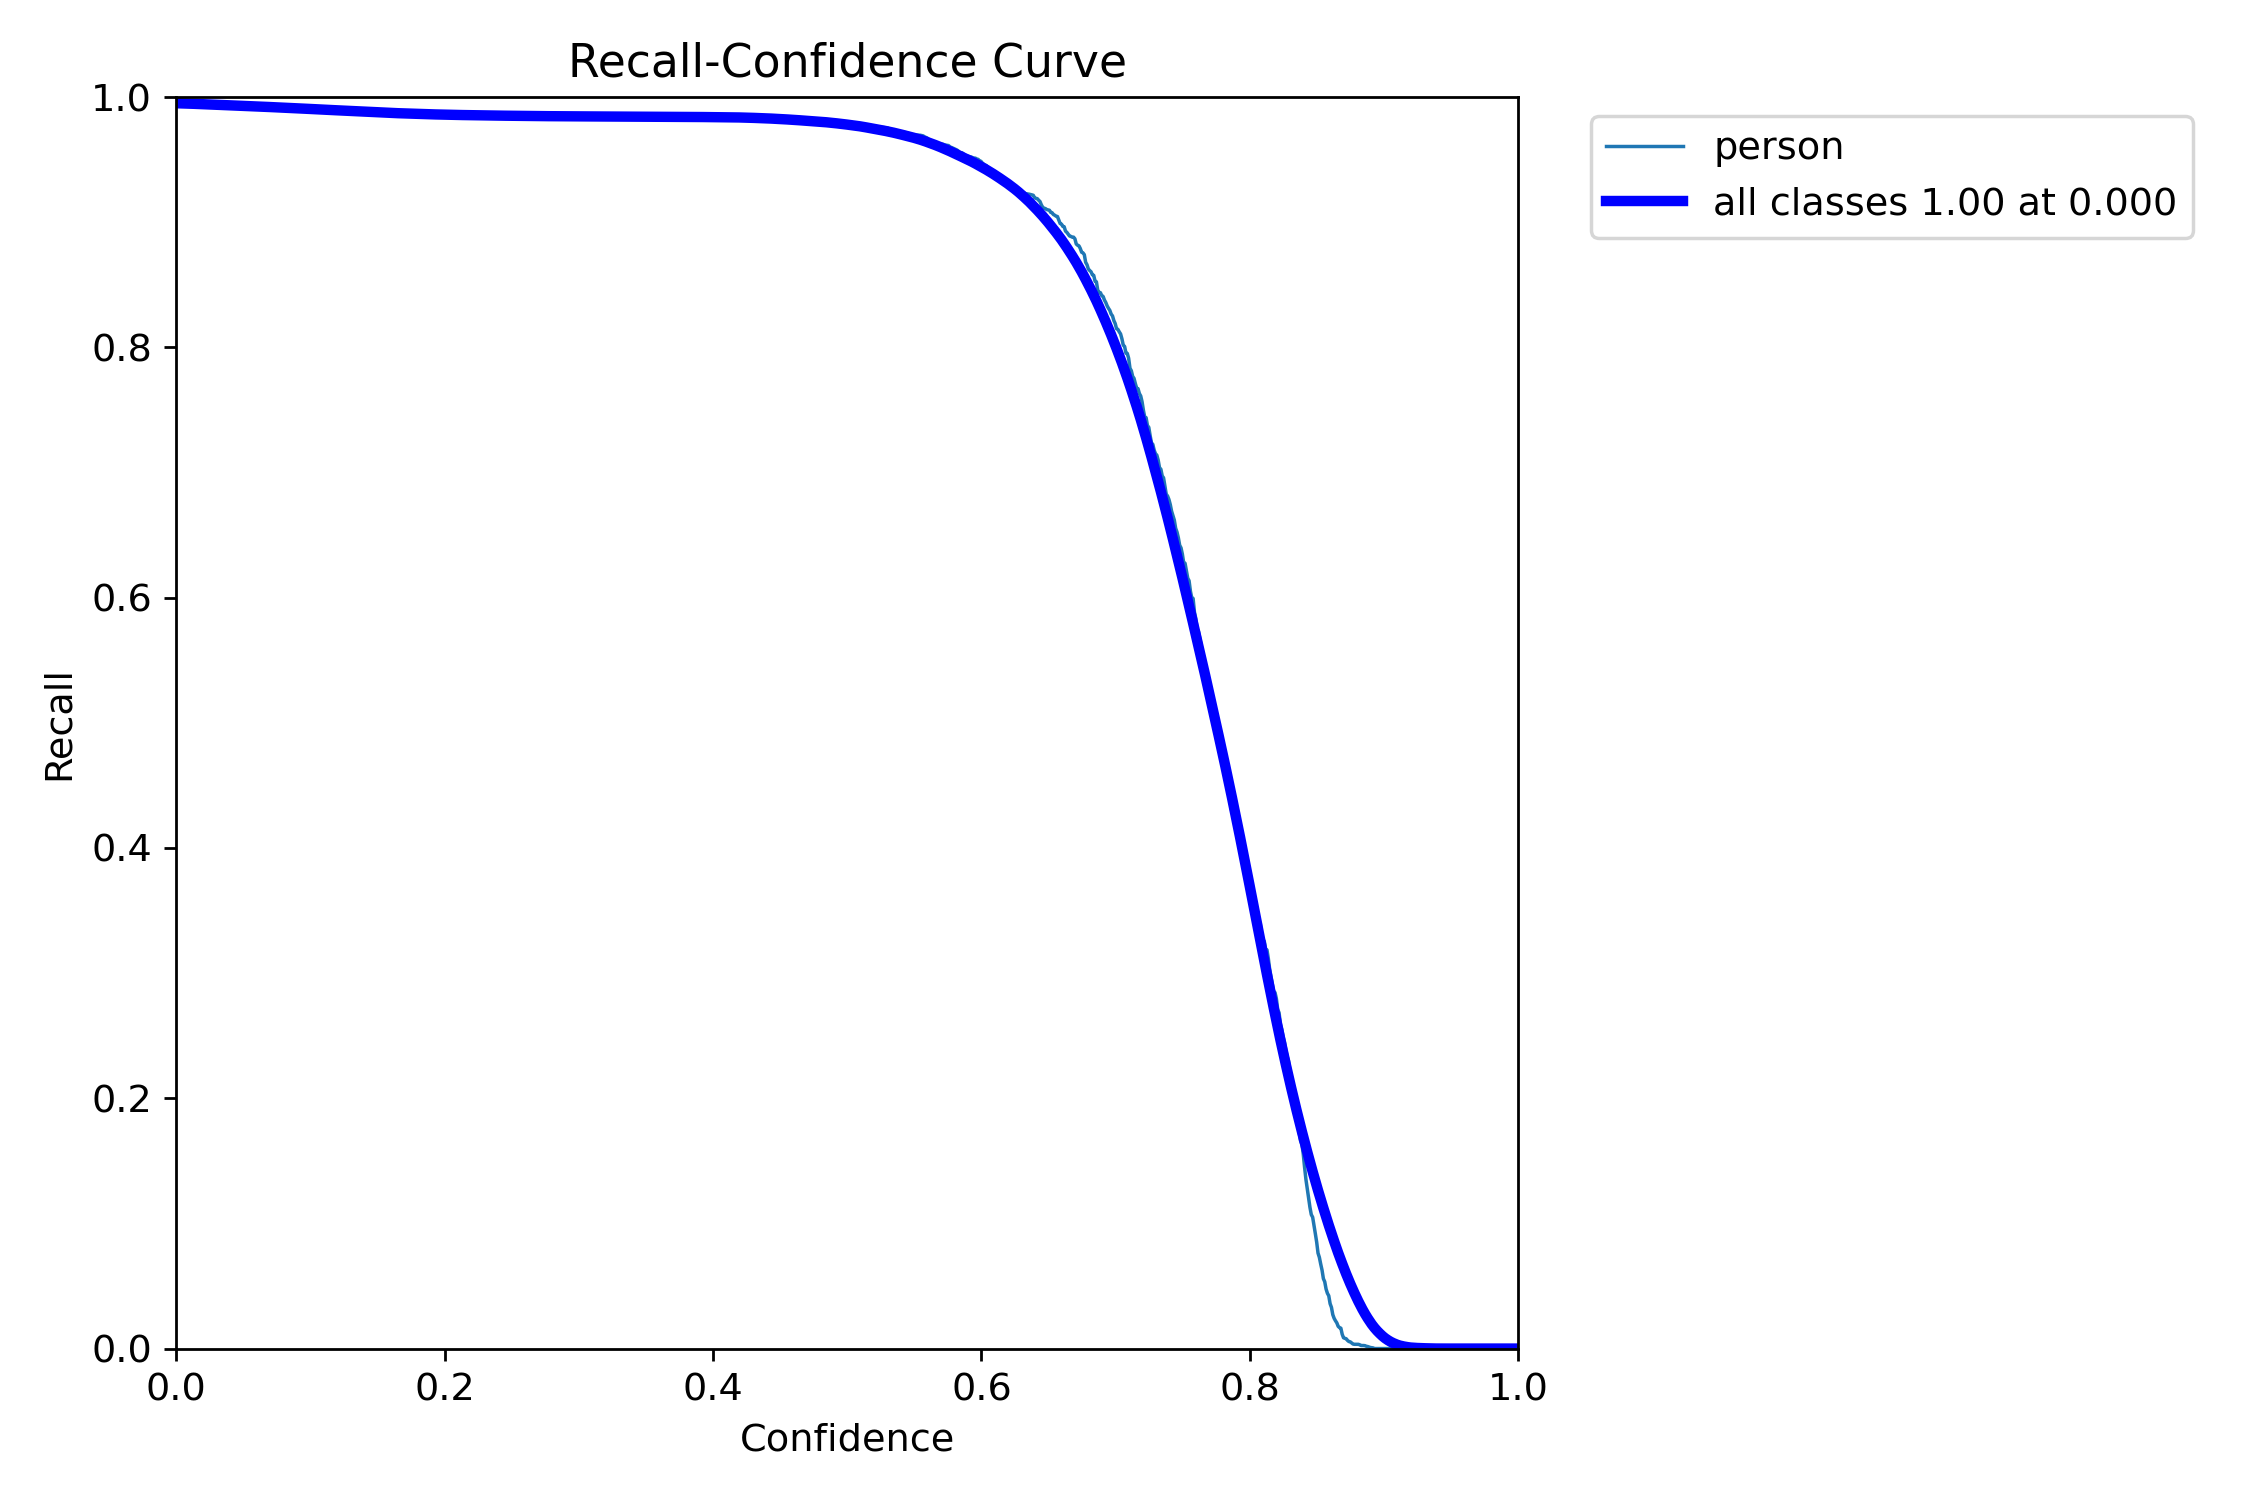 Recall-Confidence Curve
person
all classes 1.00 at 0.000
1.0
0.8
0.6
0.4
0.2
0.0
Recall
0.0 0.2 0.4 0.6 0.8 1.0
Confidence